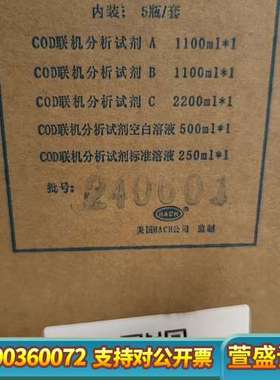 内装：5瓶/套
COD联机分析试剂 A 1100ml*1
COD联机分析试剂 B 1100ml*1
COD联机分析试剂 C 2200ml*1
COD联机分析试剂空白溶液 500ml*1
COD联机分析试剂标准溶液 250ml*1
批号：240601
HACH
美国HACH公司 监制
90360072 支持对公开票 萱盛